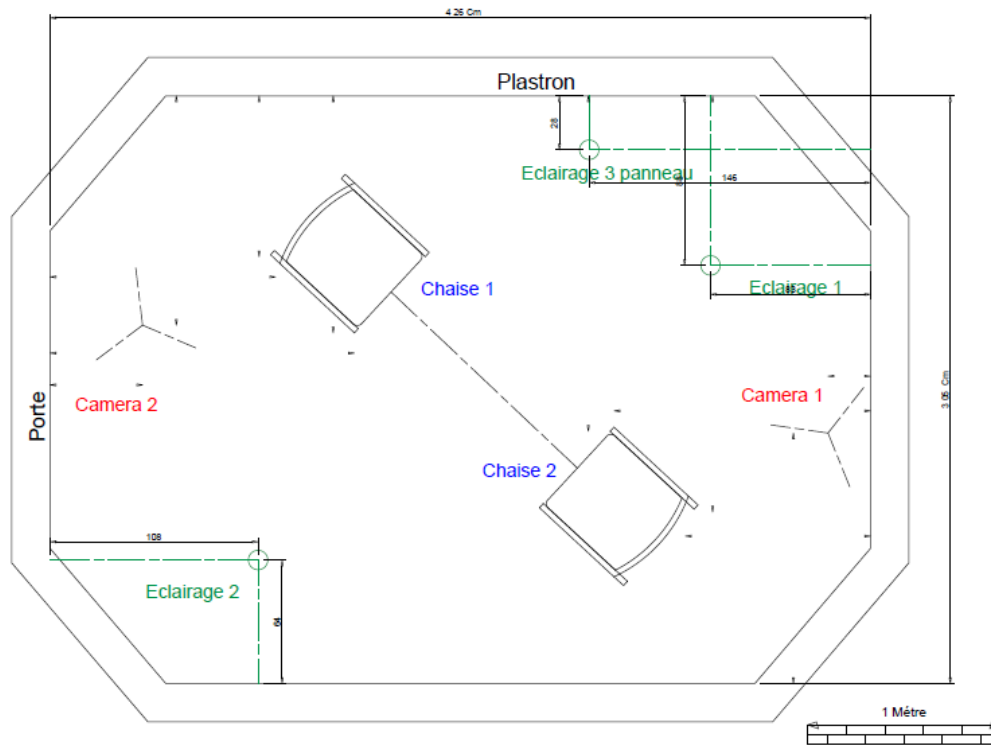 4.26 Cm
Plastron
28
Eclairage 3 panneau
146
Chaise 1
Eclairage 1
Camera 2
Camera 1
Porte
3.05 Cm
Chaise 2
108
Eclairage 2
64
1 Métre